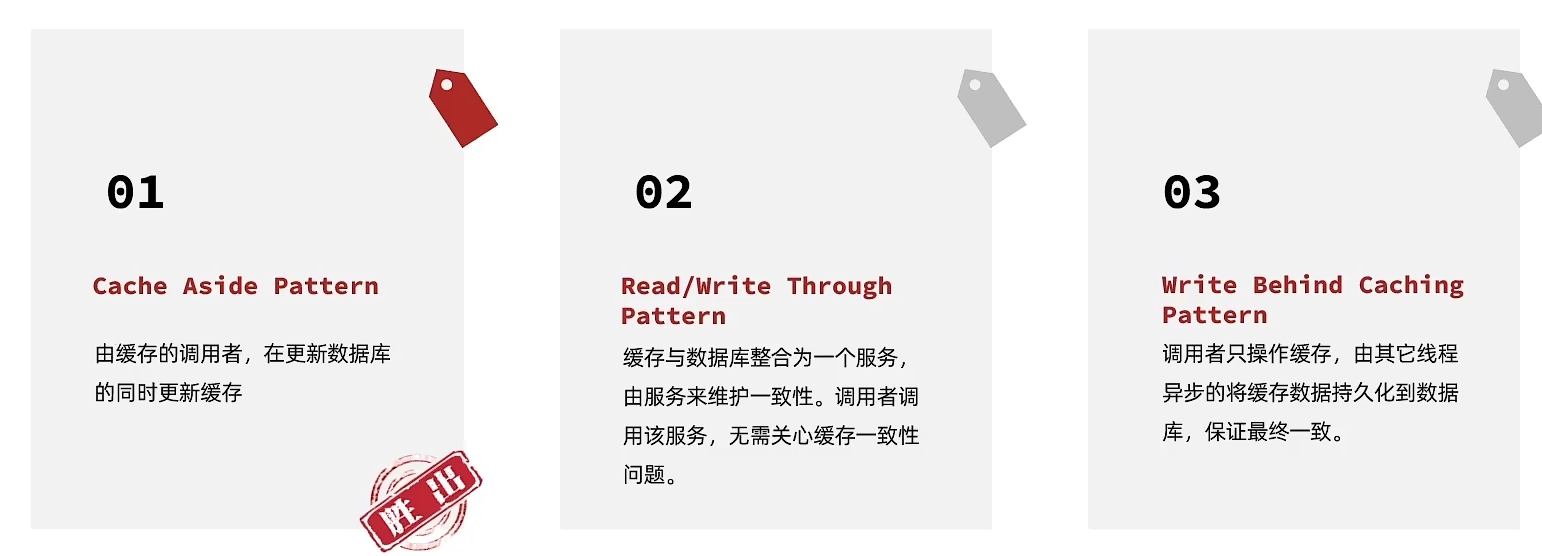 01
Cache Aside Pattern
由缓存的调用者，在更新数据库
的同时更新缓存
胜出
02
Read/Write Through
Pattern
缓存与数据库整合为一个服务，
由服务来维护一致性。调用者调
用该服务，无需关心缓存一致性
问题。
03
Write Behind Caching
Pattern
调用者只操作缓存，由其它线程
异步的将缓存数据持久化到数据
库，保证最终一致。